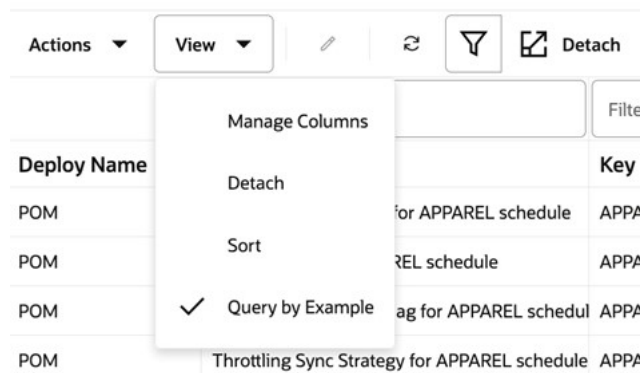 Actions View Detach
Manage Columns Filte
Deploy Name Key
Detach
POM for APPAREL schedule APPA
Sort
POM REL schedule APPA
Query by Example
POM ag for APPAREL schedul APPA
POM Throttling Sync Strategy for APPAREL schedule APPA